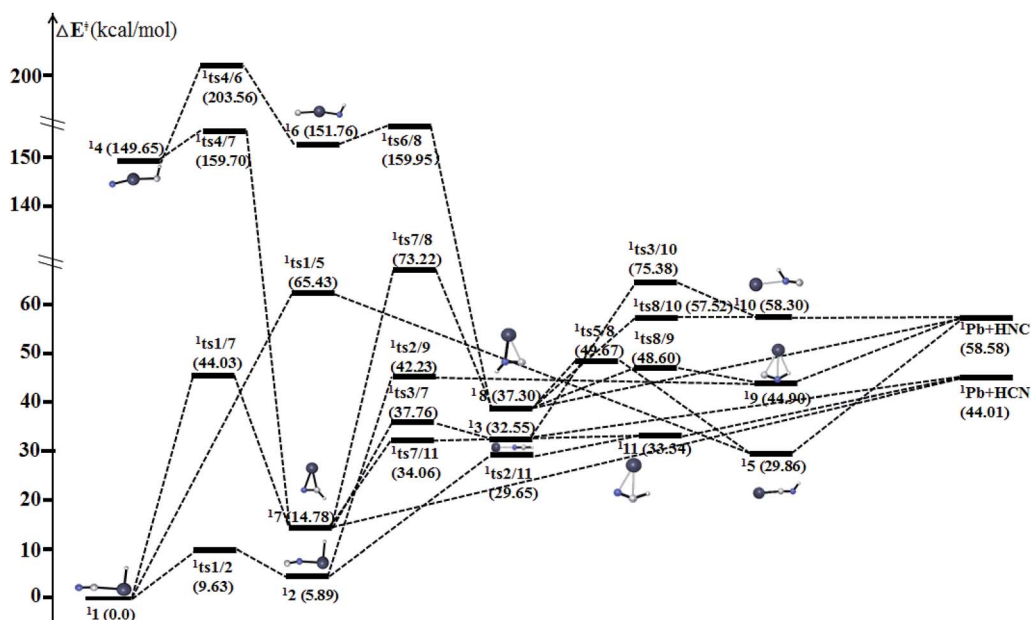 ΔE‡(kcal/mol)
200
150
140
60
50
40
30
20
10
0
¹ts4/6
(203.56)
¹4 (149.65)
¹ts4/7
(159.70)
¹6 (151.76)
¹ts6/8
(159.95)
¹ts1/5
(65.43)
¹ts7/8
(73.22)
¹ts3/10
(75.38)
¹ts8/10 (57.52)
¹10 (58.30)
¹Pb+HNC
(58.58)
¹ts1/7
(44.03)
¹ts2/9
(42.23)
¹ts5/8
(49.67)
¹ts8/9
(48.60)
¹ts3/7
(37.76)
¹8 (37.30)
¹9 (44.90)
¹Pb+HCN
(44.01)
¹3 (32.55)
¹ts7/11
(34.06)
¹11 (33.34)
¹ts2/11
(29.65)
¹5 (29.86)
¹7 (14.78)
¹ts1/2
(9.63)
¹2 (5.89)
¹1 (0.0)